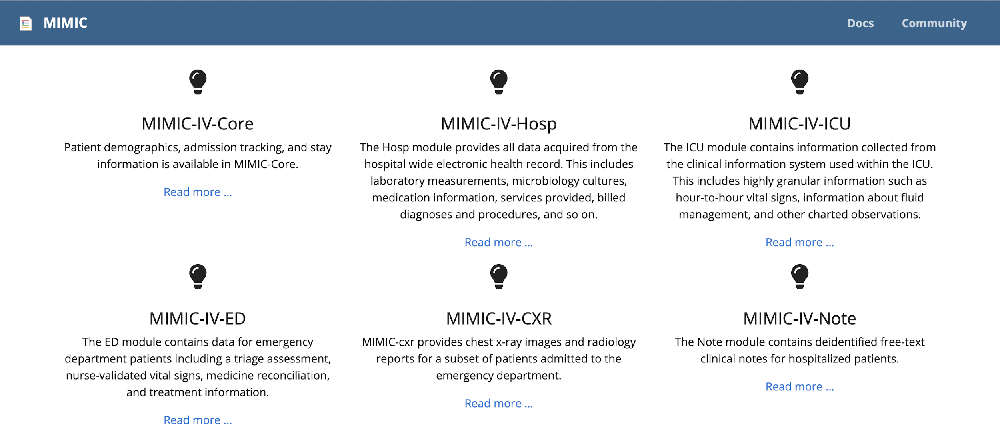 MIMIC
Docs
Community
MIMIC-IV-Core
Patient demographics, admission tracking, and stay
information is available in MIMIC-Core.
Read more ...
MIMIC-IV-Hosp
The Hosp module provides all data acquired from the
hospital wide electronic health record. This includes
laboratory measurements, microbiology cultures,
medication information, services provided, billed
diagnoses and procedures, and so on.
Read more ...
MIMIC-IV-ICU
The ICU module contains information collected from
the clinical information system used within the ICU.
This includes highly granular information such as
hour-to-hour vital signs, information about fluid
management, and other charted observations.
Read more ...
MIMIC-IV-ED
The ED module contains data for emergency
department patients including a triage assessment,
nurse-validated vital signs, medicine reconciliation,
and treatment information.
Read more ...
MIMIC-IV-CXR
MIMIC-cxr provides chest x-ray images and radiology
reports for a subset of patients admitted to the
emergency department.
Read more ...
MIMIC-IV-Note
The Note module contains deidentified free-text
clinical notes for hospitalized patients.
Read more ...